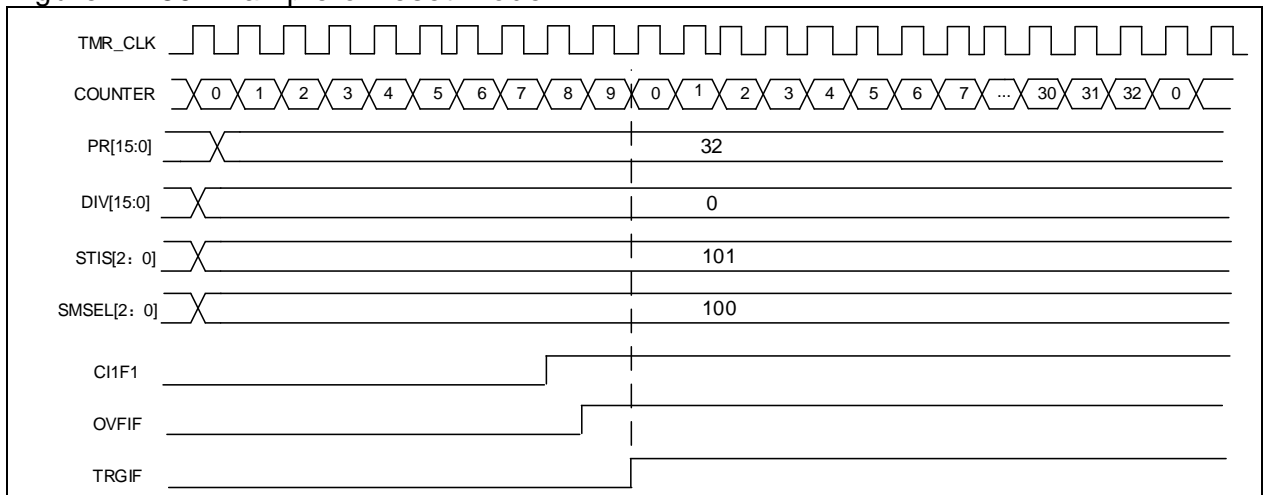 TMR_CLK
COUNTER 0 1 2 3 4 5 6 7 8 9 0 1 2 3 4 5 6 7 ... 30 31 32 0
PR[15:0] 32
DIV[15:0] 0
STIS[2：0] 101
SMSEL[2：0] 100
CI1F1
OVFIF
TRGIF